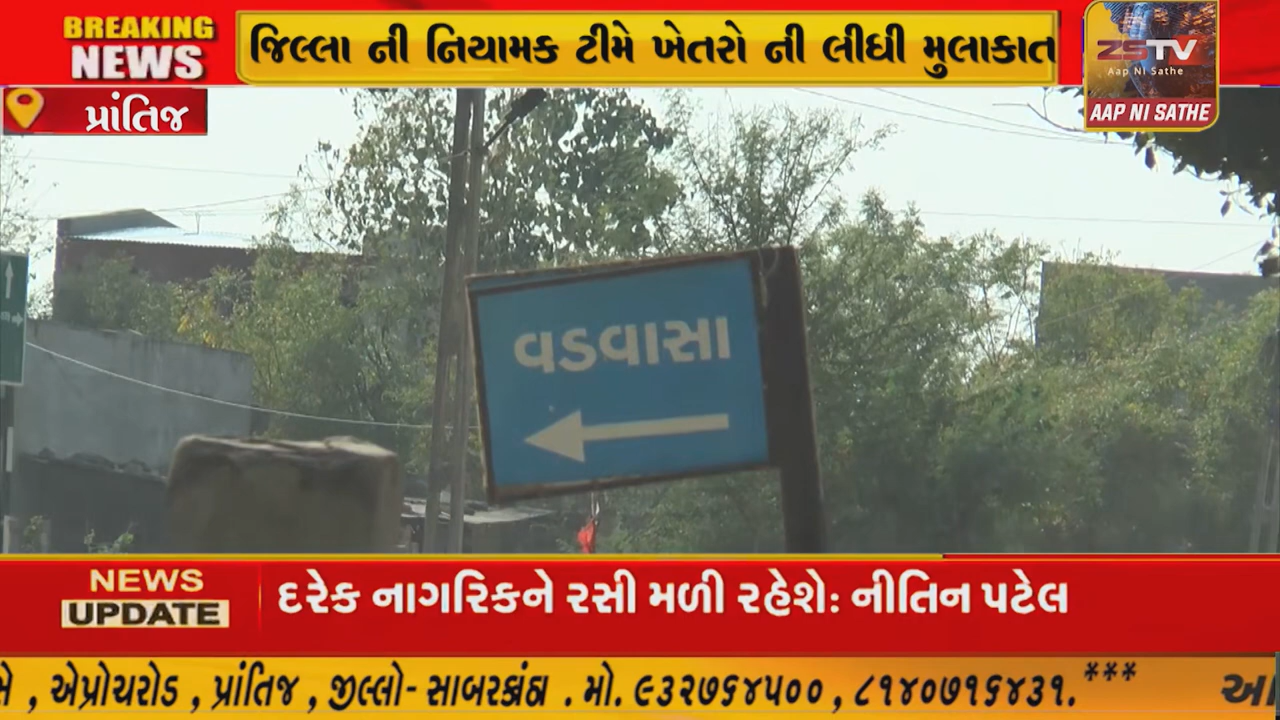 BREAKING
NEWS
જિલ્લા ની નિયામક ટીમે ખેતરો ની લીધી મુલાકાત
ZSTV
Aap Ni Sathe
AAP NI SATHE
પ્રાંતિજ
વડવાસા
NEWS
UPDATE
દરેક નાગરિકને રસી મળી રહેશે: નીતિન પટેલ
, એપ્રોચરોડ , પ્રાંતિજ , જીલ્લો- સાબરકાંઠા . મો. ૯૩૨૭૬૪૫૦૦૦ , ૮૧૪૦૭૧૬૪૩૧.***